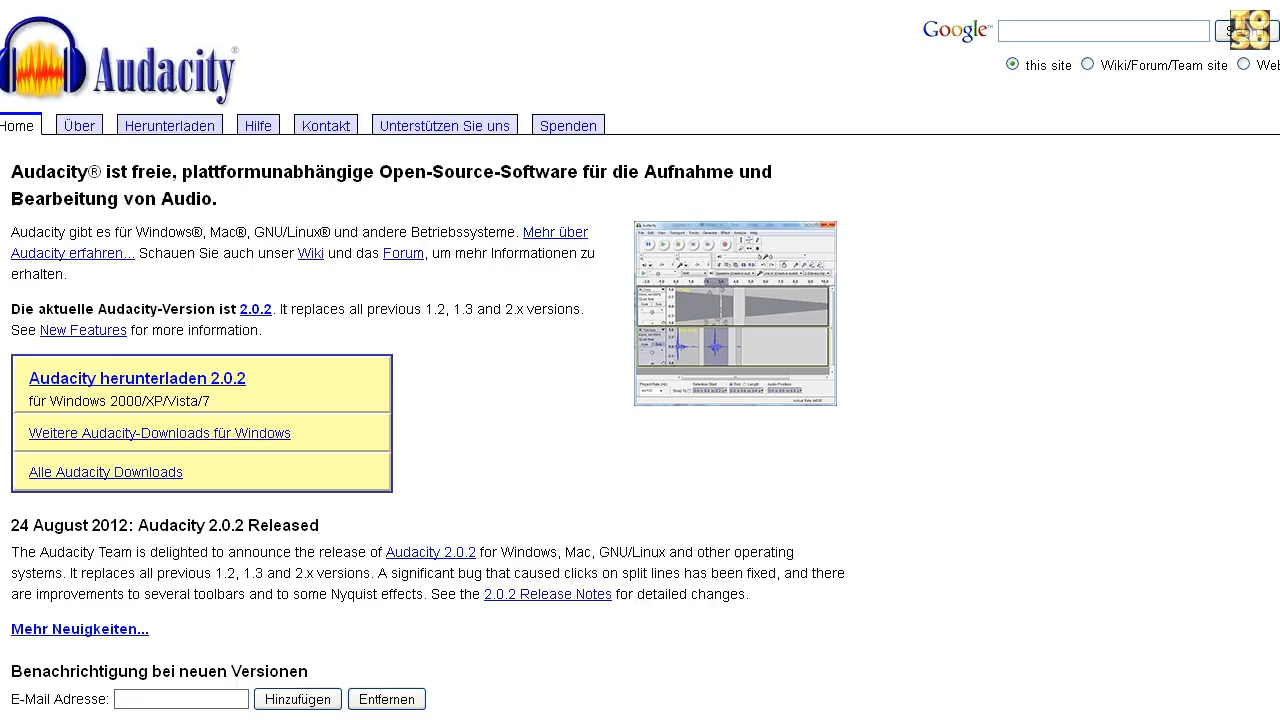 Audacity®
Google™
TO
SO
this site
Wiki/Forum/Team site
Home
Über
Herunterladen
Hilfe
Kontakt
Unterstützen Sie uns
Spenden
Audacity® ist freie, plattformunabhängige Open-Source-Software für die Aufnahme und
Bearbeitung von Audio.
Audacity gibt es für Windows®, Mac®, GNU/Linux® und andere Betriebssysteme. Mehr über
Audacity erfahren... Schauen Sie auch unser Wiki und das Forum, um mehr Informationen zu
erhalten.
Die aktuelle Audacity-Version ist 2.0.2. It replaces all previous 1.2, 1.3 and 2.x versions.
See New Features for more information.
Audacity herunterladen 2.0.2
für Windows 2000/XP/Vista/7
Weitere Audacity-Downloads für Windows
Alle Audacity Downloads
24 August 2012: Audacity 2.0.2 Released
The Audacity Team is delighted to announce the release of Audacity 2.0.2 for Windows, Mac, GNU/Linux and other operating
systems. It replaces all previous 1.2, 1.3 and 2.x versions. A significant bug that caused clicks on split lines has been fixed, and there
are improvements to several toolbars and to some Nyquist effects. See the 2.0.2 Release Notes for detailed changes.
Mehr Neuigkeiten...
Benachrichtigung bei neuen Versionen
E-Mail Adresse:
Hinzufügen
Entfernen